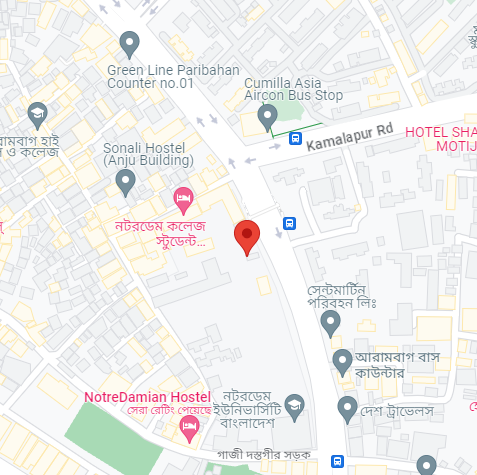 Green Line Paribahan
Counter no.01
Cumilla Asia
Aircon Bus Stop
Kamalapur Rd
HOTEL SHA
MOTIJ
রামবাগ হাই
ও কলেজ
Sonali Hostel
(Anju Building)
নটরডেম কলেজ
স্টুডেন্ট...
সেন্টমার্টিন
পরিবহন লিঃ
আরামবাগ বাস
কাউন্টার
NotreDamian Hostel
সেরা রেটিং পেয়েছে
নটরডেম
ইউনিভার্সিটি
বাংলাদেশ
দেশ ট্রাভেলস
গাজী দস্তগীর সড়ক